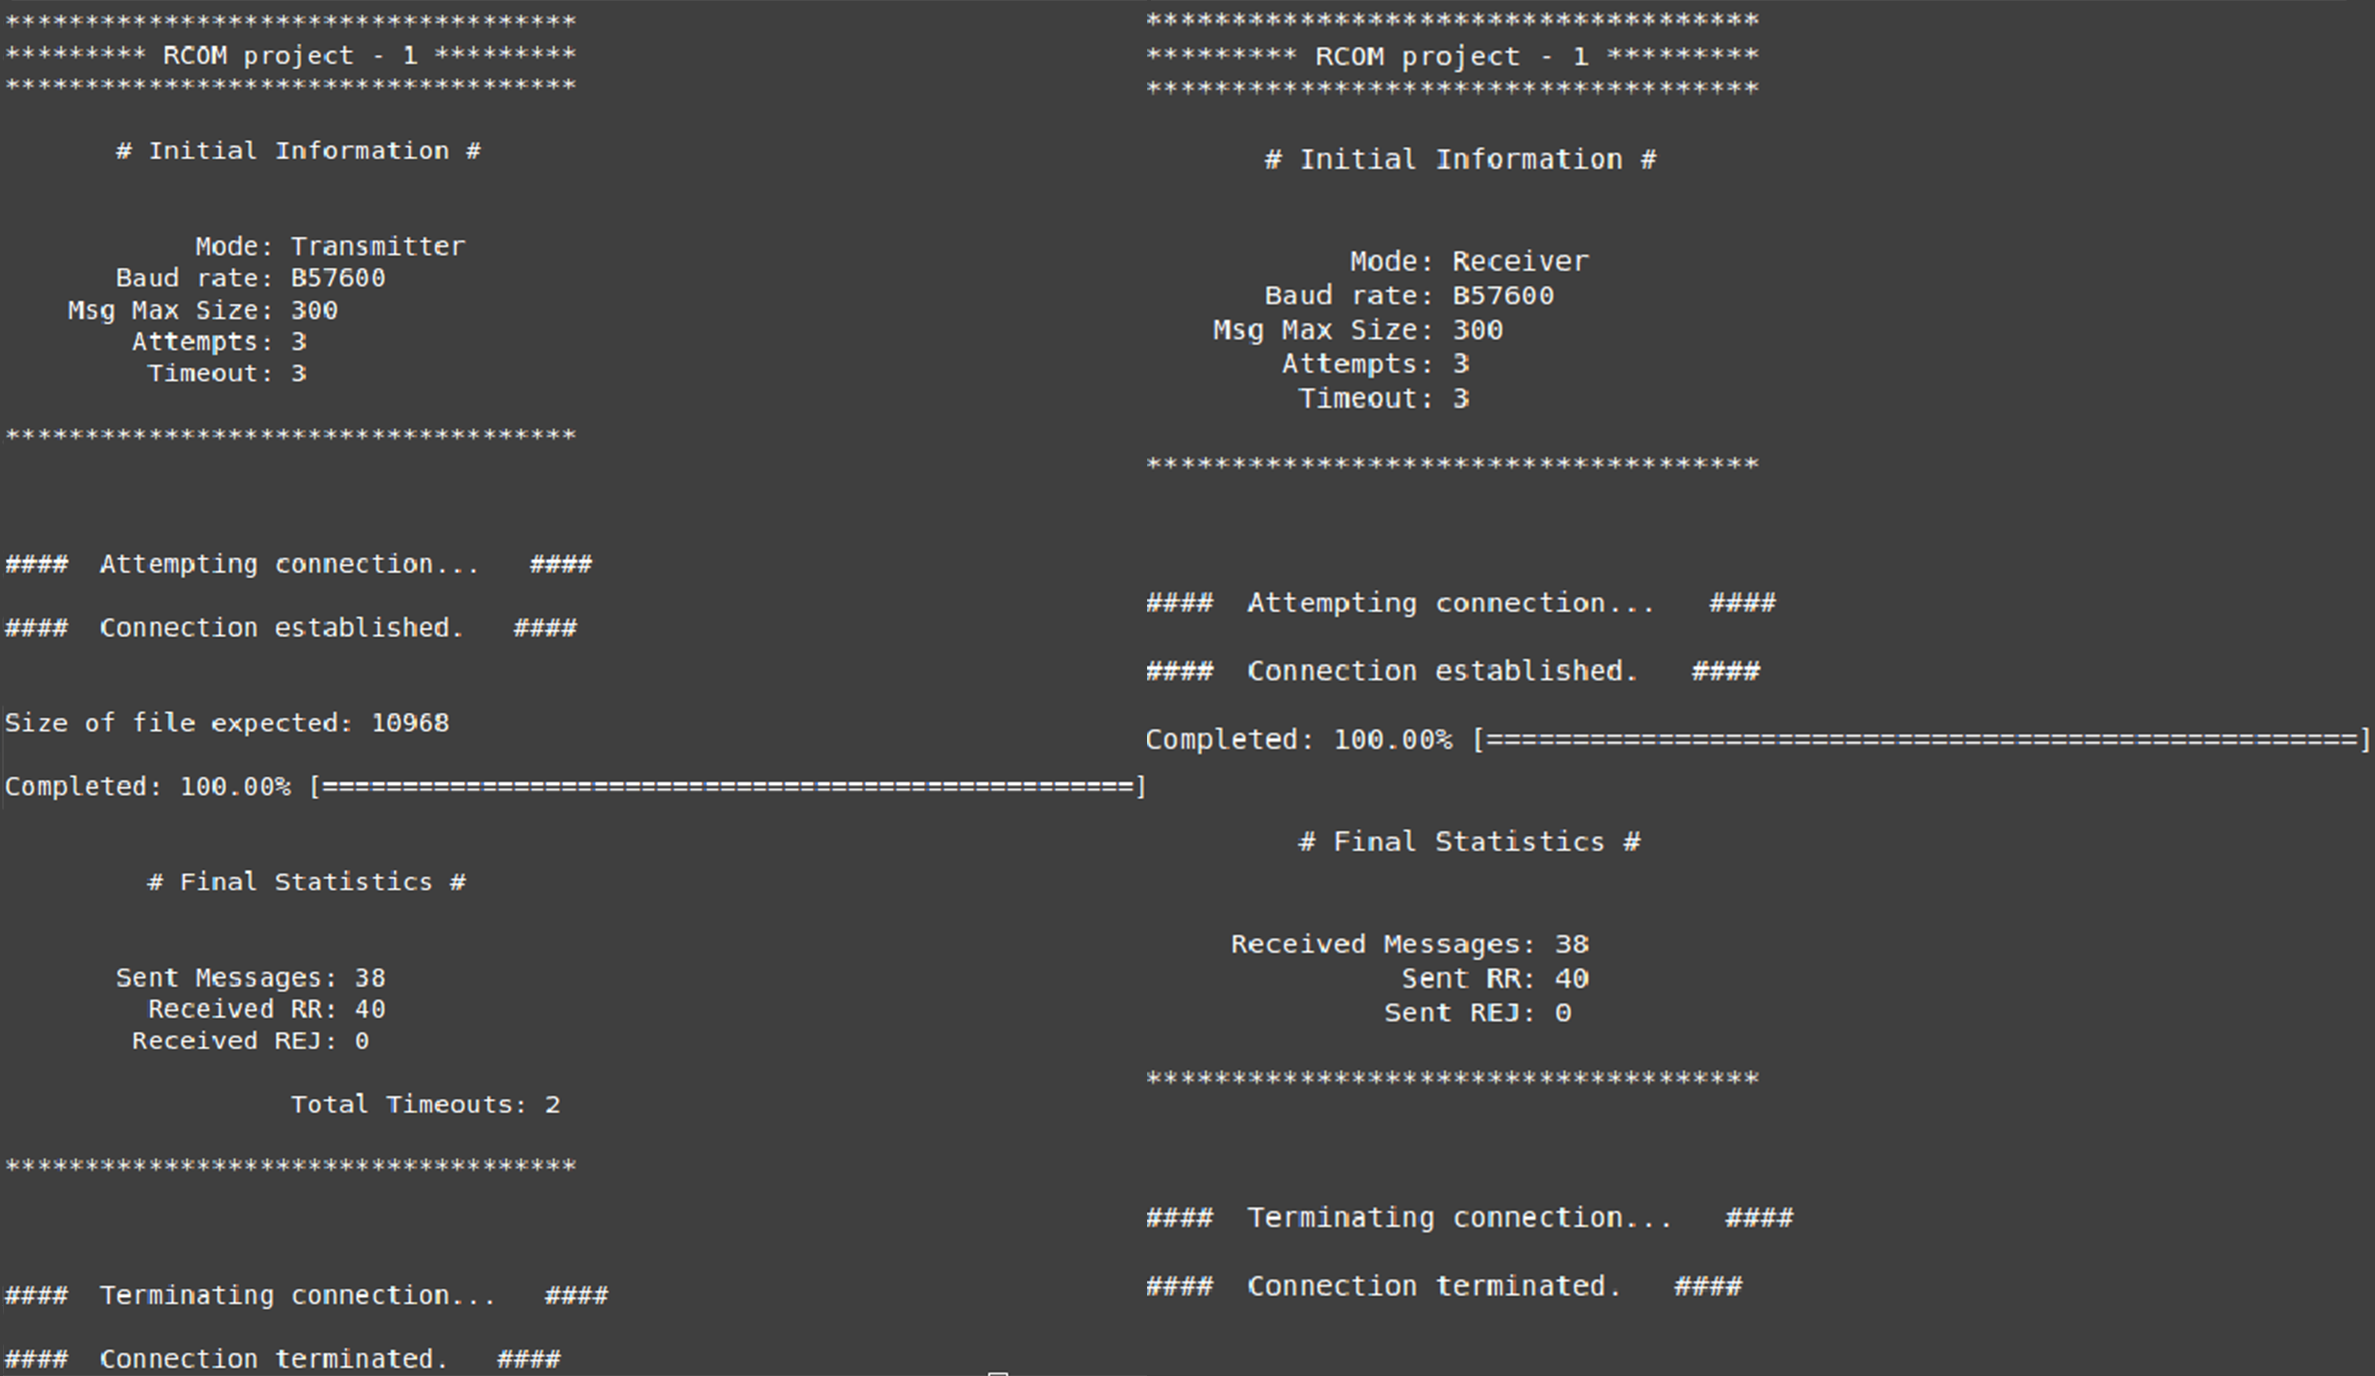 ************************************
********* RCOM project - 1 *********
************************************
# Initial Information #
Mode: Transmitter
Baud rate: B57600
Msg Max Size: 300
Attempts: 3
Timeout: 3
************************************
#### Attempting connection... ####
#### Connection established. ####
Size of file expected: 10968
Completed: 100.00% [===================================================]
# Final Statistics #
Sent Messages: 38
Received RR: 40
Received REJ: 0
Total Timeouts: 2
************************************
#### Terminating connection... ####
#### Connection terminated. ####
************************************
********* RCOM project - 1 *********
************************************
# Initial Information #
Mode: Receiver
Baud rate: B57600
Msg Max Size: 300
Attempts: 3
Timeout: 3
************************************
#### Attempting connection... ####
#### Connection established. ####
Completed: 100.00% [===================================================]
# Final Statistics #
Received Messages: 38
Sent RR: 40
Sent REJ: 0
************************************
#### Terminating connection... ####
#### Connection terminated. ####